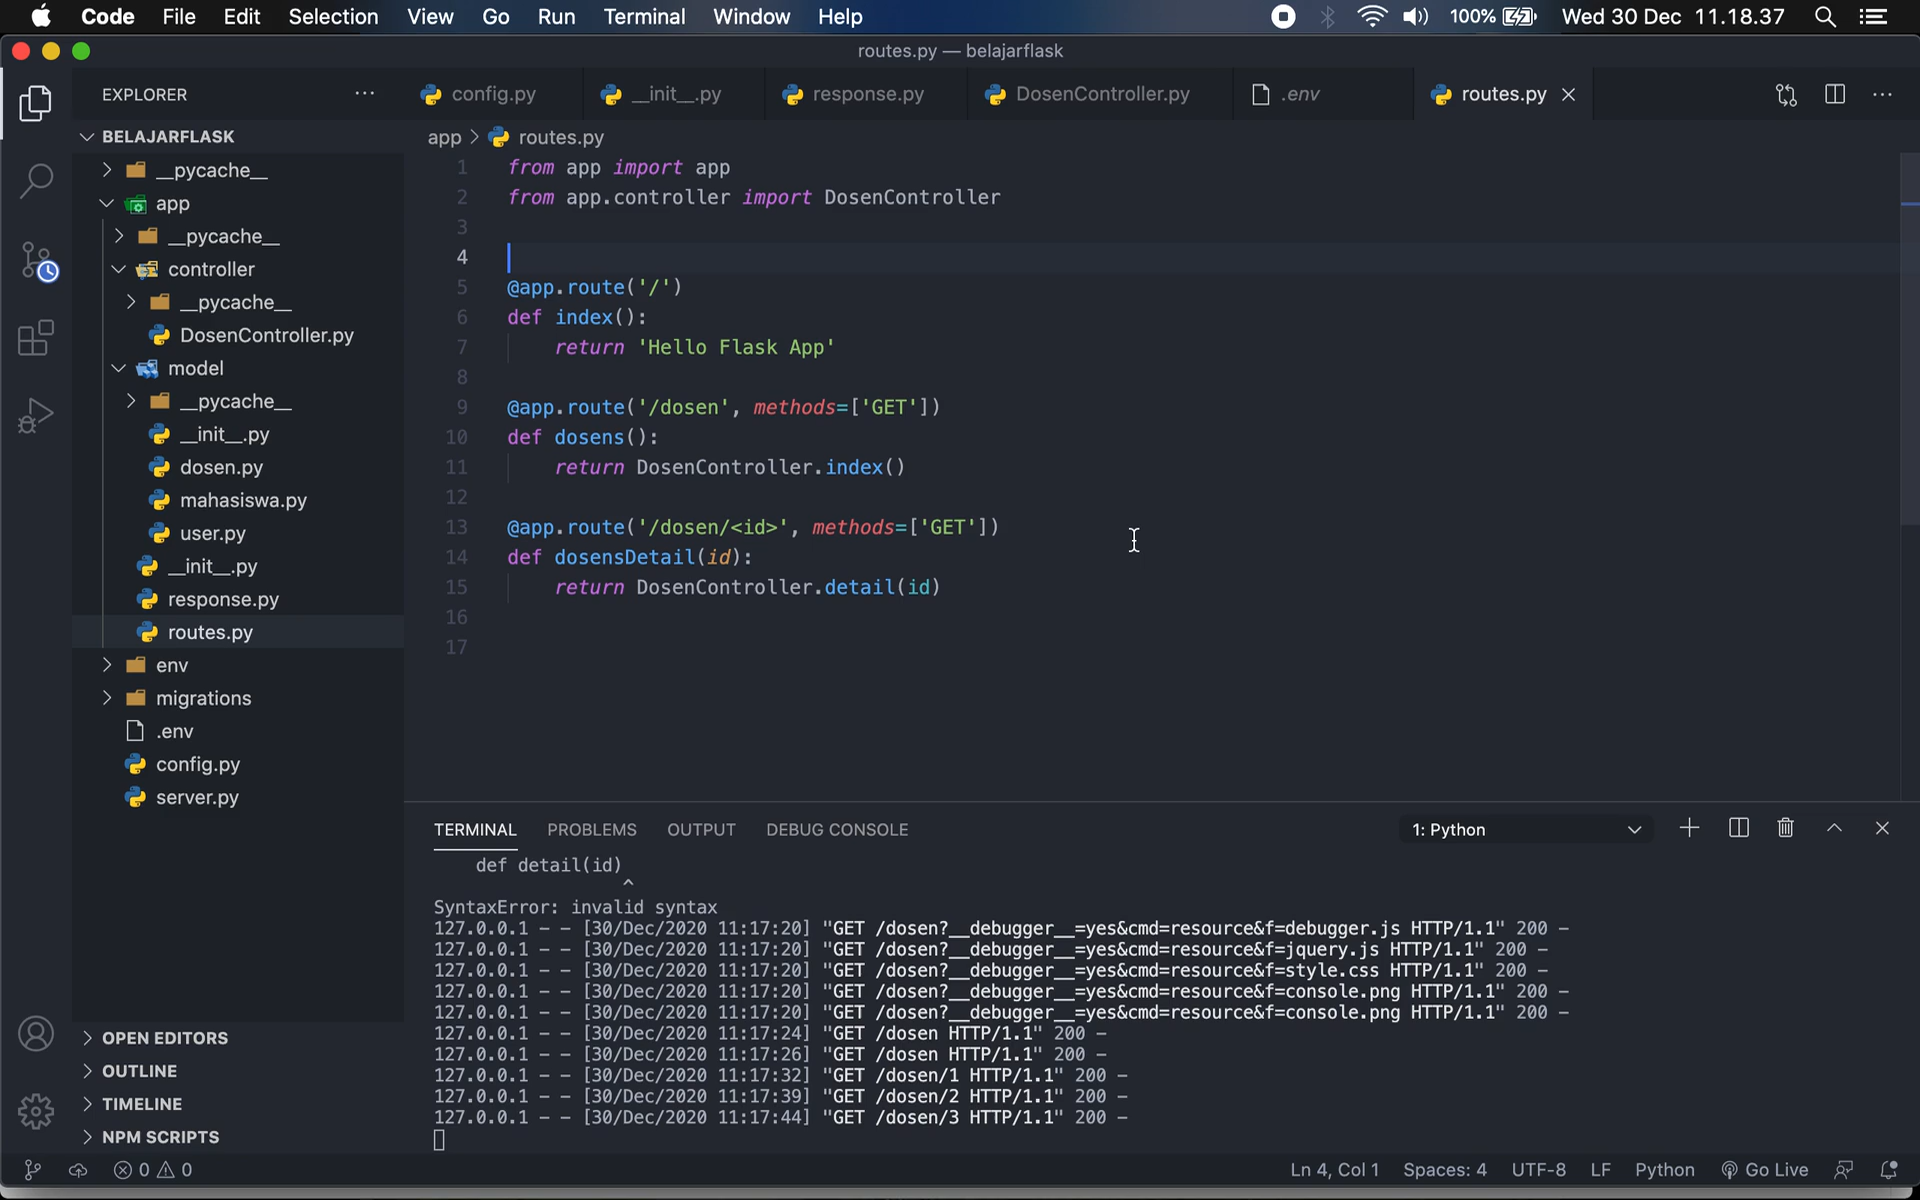 Code File Edit Selection View Go Run Terminal Window Help 100% Wed 30 Dec 11.18.37
routes.py — belajarflask
EXPLORER
config.py
__init__.py
response.py
DosenController.py
.env
routes.py
BELAJARFLASK
__pycache__
app
__pycache__
controller
__pycache__
DosenController.py
model
__pycache__
__init__.py
dosen.py
mahasiswa.py
user.py
__init__.py
response.py
routes.py
env
migrations
.env
config.py
server.py
OPEN EDITORS
OUTLINE
TIMELINE
NPM SCRIPTS
app > routes.py
1 from app import app
2 from app.controller import DosenController
3
4
5 @app.route('/')
6 def index():
7 return 'Hello Flask App'
8
9 @app.route('/dosen', methods=['GET'])
10 def dosens():
11 return DosenController.index()
12
13 @app.route('/dosen/<id>', methods=['GET'])
14 def dosensDetail(id):
15 return DosenController.detail(id)
16
17
TERMINAL PROBLEMS OUTPUT DEBUG CONSOLE 1: Python
def detail(id)
^
SyntaxError: invalid syntax
127.0.0.1 - - [30/Dec/2020 11:17:20] "GET /dosen?__debugger__=yes&cmd=resource&f=debugger.js HTTP/1.1" 200 -
127.0.0.1 - - [30/Dec/2020 11:17:20] "GET /dosen?__debugger__=yes&cmd=resource&f=jquery.js HTTP/1.1" 200 -
127.0.0.1 - - [30/Dec/2020 11:17:20] "GET /dosen?__debugger__=yes&cmd=resource&f=style.css HTTP/1.1" 200 -
127.0.0.1 - - [30/Dec/2020 11:17:20] "GET /dosen?__debugger__=yes&cmd=resource&f=console.png HTTP/1.1" 200 -
127.0.0.1 - - [30/Dec/2020 11:17:20] "GET /dosen?__debugger__=yes&cmd=resource&f=console.png HTTP/1.1" 200 -
127.0.0.1 - - [30/Dec/2020 11:17:24] "GET /dosen HTTP/1.1" 200 -
127.0.0.1 - - [30/Dec/2020 11:17:26] "GET /dosen HTTP/1.1" 200 -
127.0.0.1 - - [30/Dec/2020 11:17:32] "GET /dosen/1 HTTP/1.1" 200 -
127.0.0.1 - - [30/Dec/2020 11:17:39] "GET /dosen/2 HTTP/1.1" 200 -
127.0.0.1 - - [30/Dec/2020 11:17:44] "GET /dosen/3 HTTP/1.1" 200 -
0 0 Ln 4, Col 1 Spaces: 4 UTF-8 LF Python Go Live